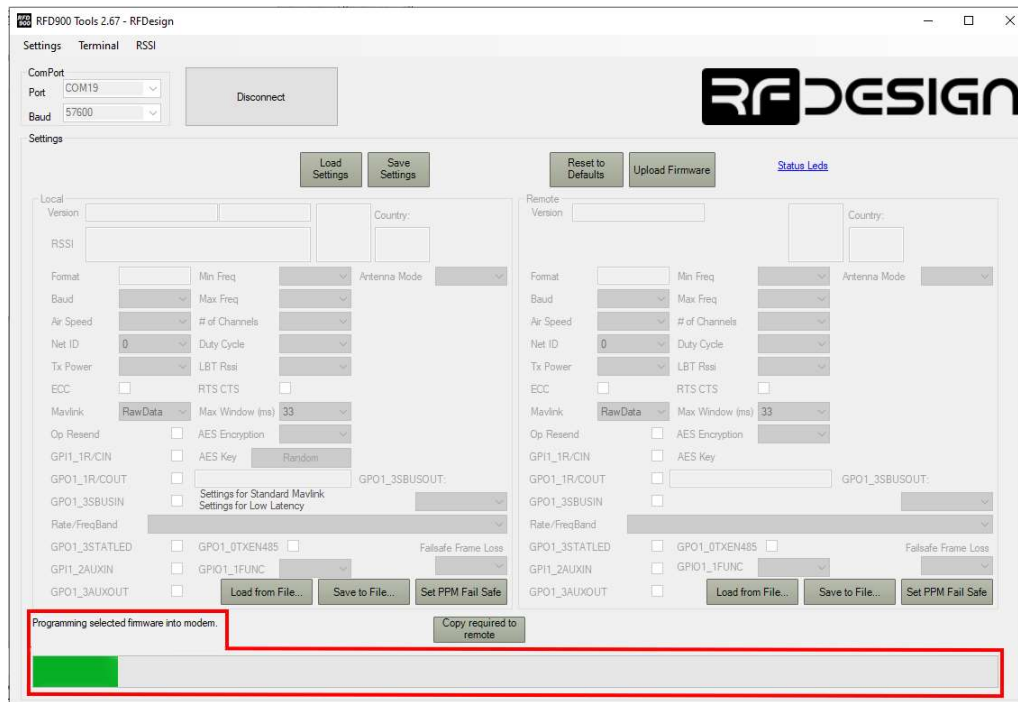 RFD900 Tools 2.67 - RFDesign
Settings Terminal RSSI
ComPort
Port COM19
Baud 57600
Disconnect
RFDESIGN
Settings
Load Settings
Save Settings
Reset to Defaults
Upload Firmware
Status Leds
Local
Version Country:
RSSI
Format Min Freq Antenna Mode
Baud Max Freq
Air Speed # of Channels
Net ID 0 Duty Cycle
Tx Power LBT Rssi
ECC RTS CTS
Mavlink RawData Max Window (ms) 33
Op Resend AES Encryption
GPI1_1R/CIN AES Key Random
GPO1_1R/COUT GPO1_3SBUSOUT:
Settings for Standard Mavlink
GPO1_3SBUSIN Settings for Low Latency
Rate/FreqBand
GPO1_3STATLED GPO1_0TXEN485 Failsafe Frame Loss
GPI1_2AUXIN GPIO1_1FUNC
GPO1_3AUXOUT Load from File... Save to File... Set PPM Fail Safe
Remote
Version Country:
Format Min Freq Antenna Mode
Baud Max Freq
Air Speed # of Channels
Net ID 0 Duty Cycle
Tx Power LBT Rssi
ECC RTS CTS
Mavlink RawData Max Window (ms) 33
Op Resend AES Encryption
GPI1_1R/CIN AES Key
GPO1_1R/COUT GPO1_3SBUSOUT:
GPO1_3SBUSIN
Rate/FreqBand
GPO1_3STATLED GPO1_0TXEN485 Failsafe Frame Loss
GPI1_2AUXIN GPIO1_1FUNC
GPO1_3AUXOUT Load from File... Save to File... Set PPM Fail Safe
Programming selected firmware into modem.
Copy required to
remote